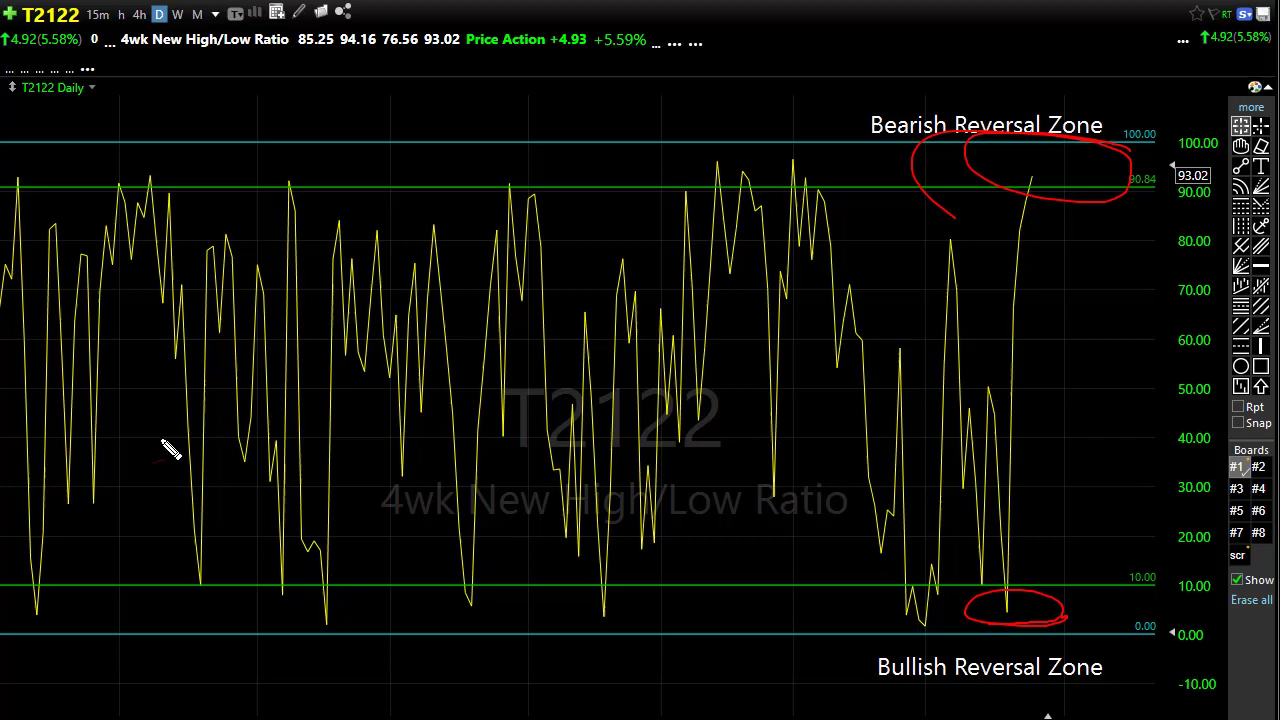 T2122 15m h 4h D W M RT S
4.92(5.58%) 0 ... 4wk New High/Low Ratio 85.25 94.16 76.56 93.02 Price Action +4.93 +5.59% ... ... ... ... 4.92(5.58%)
... ... ... ... ... ...
T2122 Daily
more
Bearish Reversal Zone
100.00
100.00
93.02
90.84
90.00
80.00
70.00
60.00
50.00
T2122
40.00
4wk New High/Low Ratio
30.00
20.00
10.00
10.00
0.00
0.00
Bullish Reversal Zone
-10.00
Rpt
Snap
Boards
#1 #2
#3 #4
#5 #6
#7 #8
scr
Show
Erase all